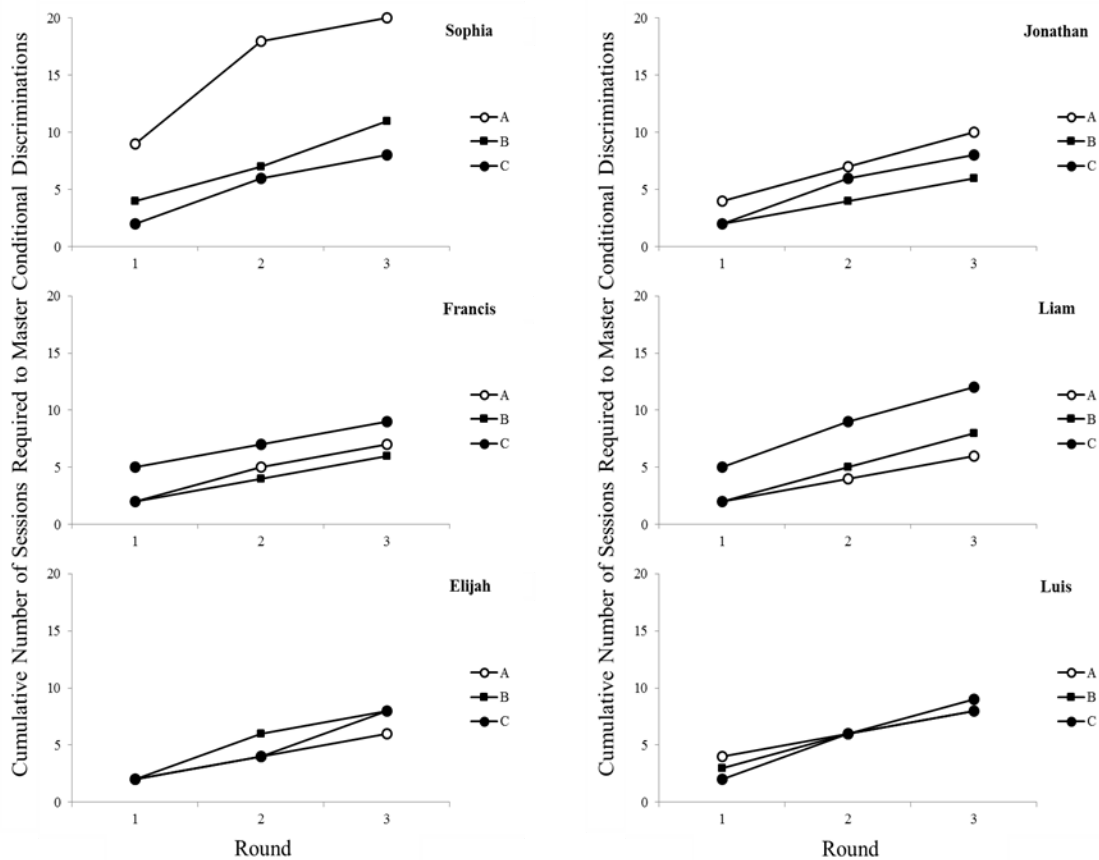 Cumulative Number of Sessions Required to Master Conditional Discriminations
Sophia
20
15
10
5
0
1 2 3
A
B
C
Francis
20
15
10
5
0
1 2 3
A
B
C
Elijah
20
15
10
5
0
1 2 3
A
B
C
Round
Cumulative Number of Sessions Required to Master Conditional Discriminations
Jonathan
20
15
10
5
0
1 2 3
A
B
C
Liam
20
15
10
5
0
1 2 3
A
B
C
Luis
20
15
10
5
0
1 2 3
A
B
C
Round